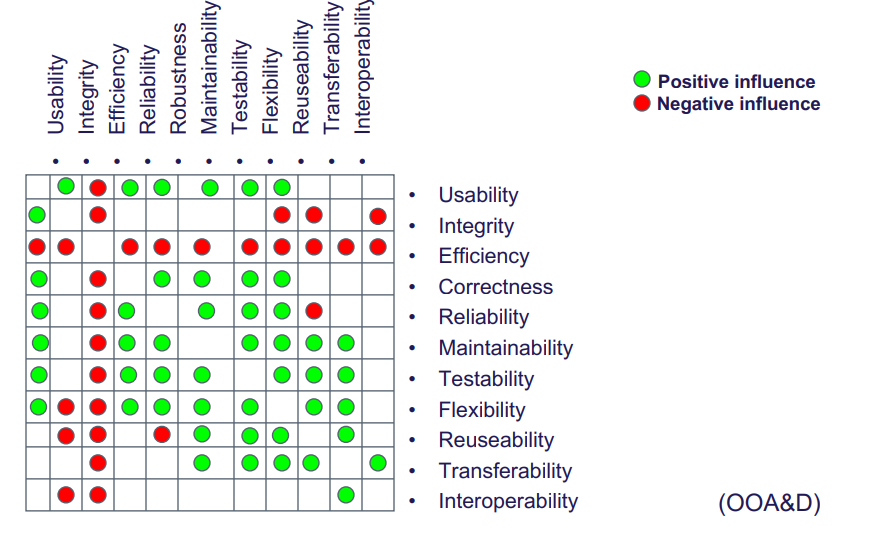 Usability
Integrity
Efficiency
Reliability
Robustness
Maintainability
Testability
Flexibility
Reuseability
Transferability
Interoperability
Positive influence
Negative influence
• Usability
• Integrity
• Efficiency
• Correctness
• Reliability
• Maintainability
• Testability
• Flexibility
• Reuseability
• Transferability
• Interoperability
(OOA&D)